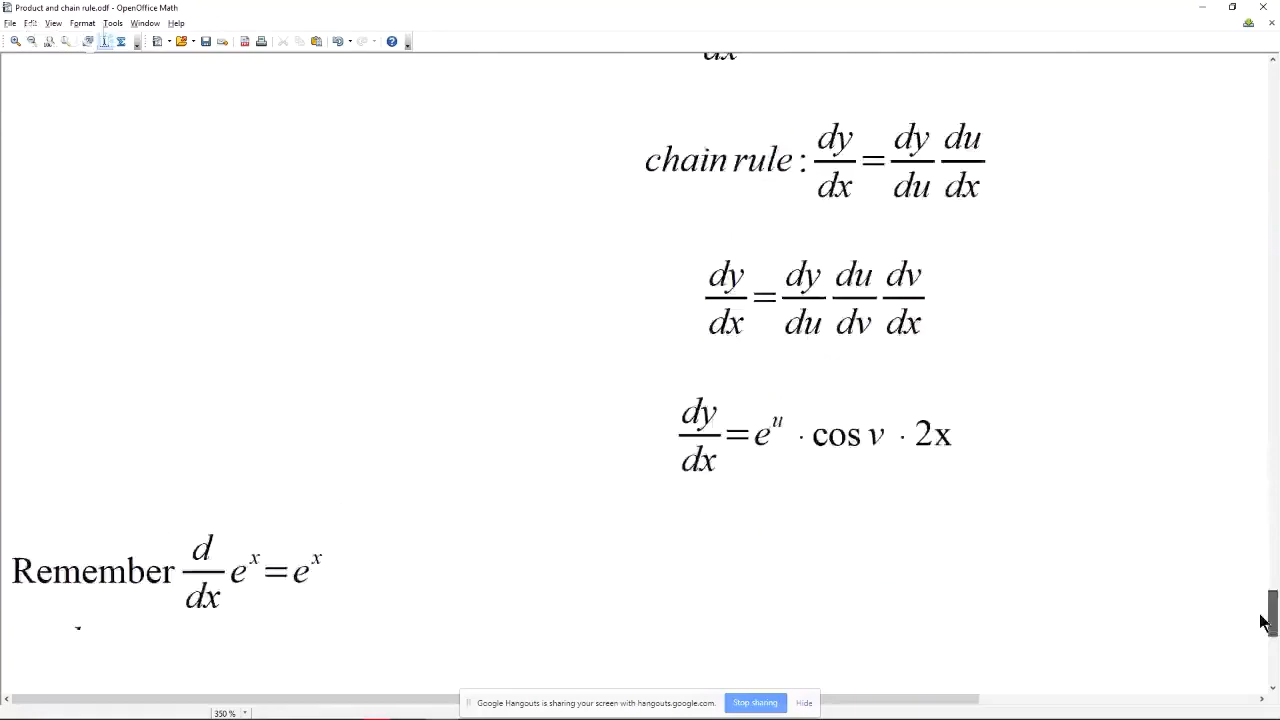 Product and chain rule.odf - OpenOffice Math
File Edit View Format Tools Window Help
dx
chain rule : dy/dx = dy/du du/dx
dy/dx = dy/du du/dv dv/dx
dy/dx = e^u · cos v · 2x
Remember d/dx e^x = e^x
Google Hangouts is sharing your screen with hangouts.google.com. Stop sharing Hide
350 %